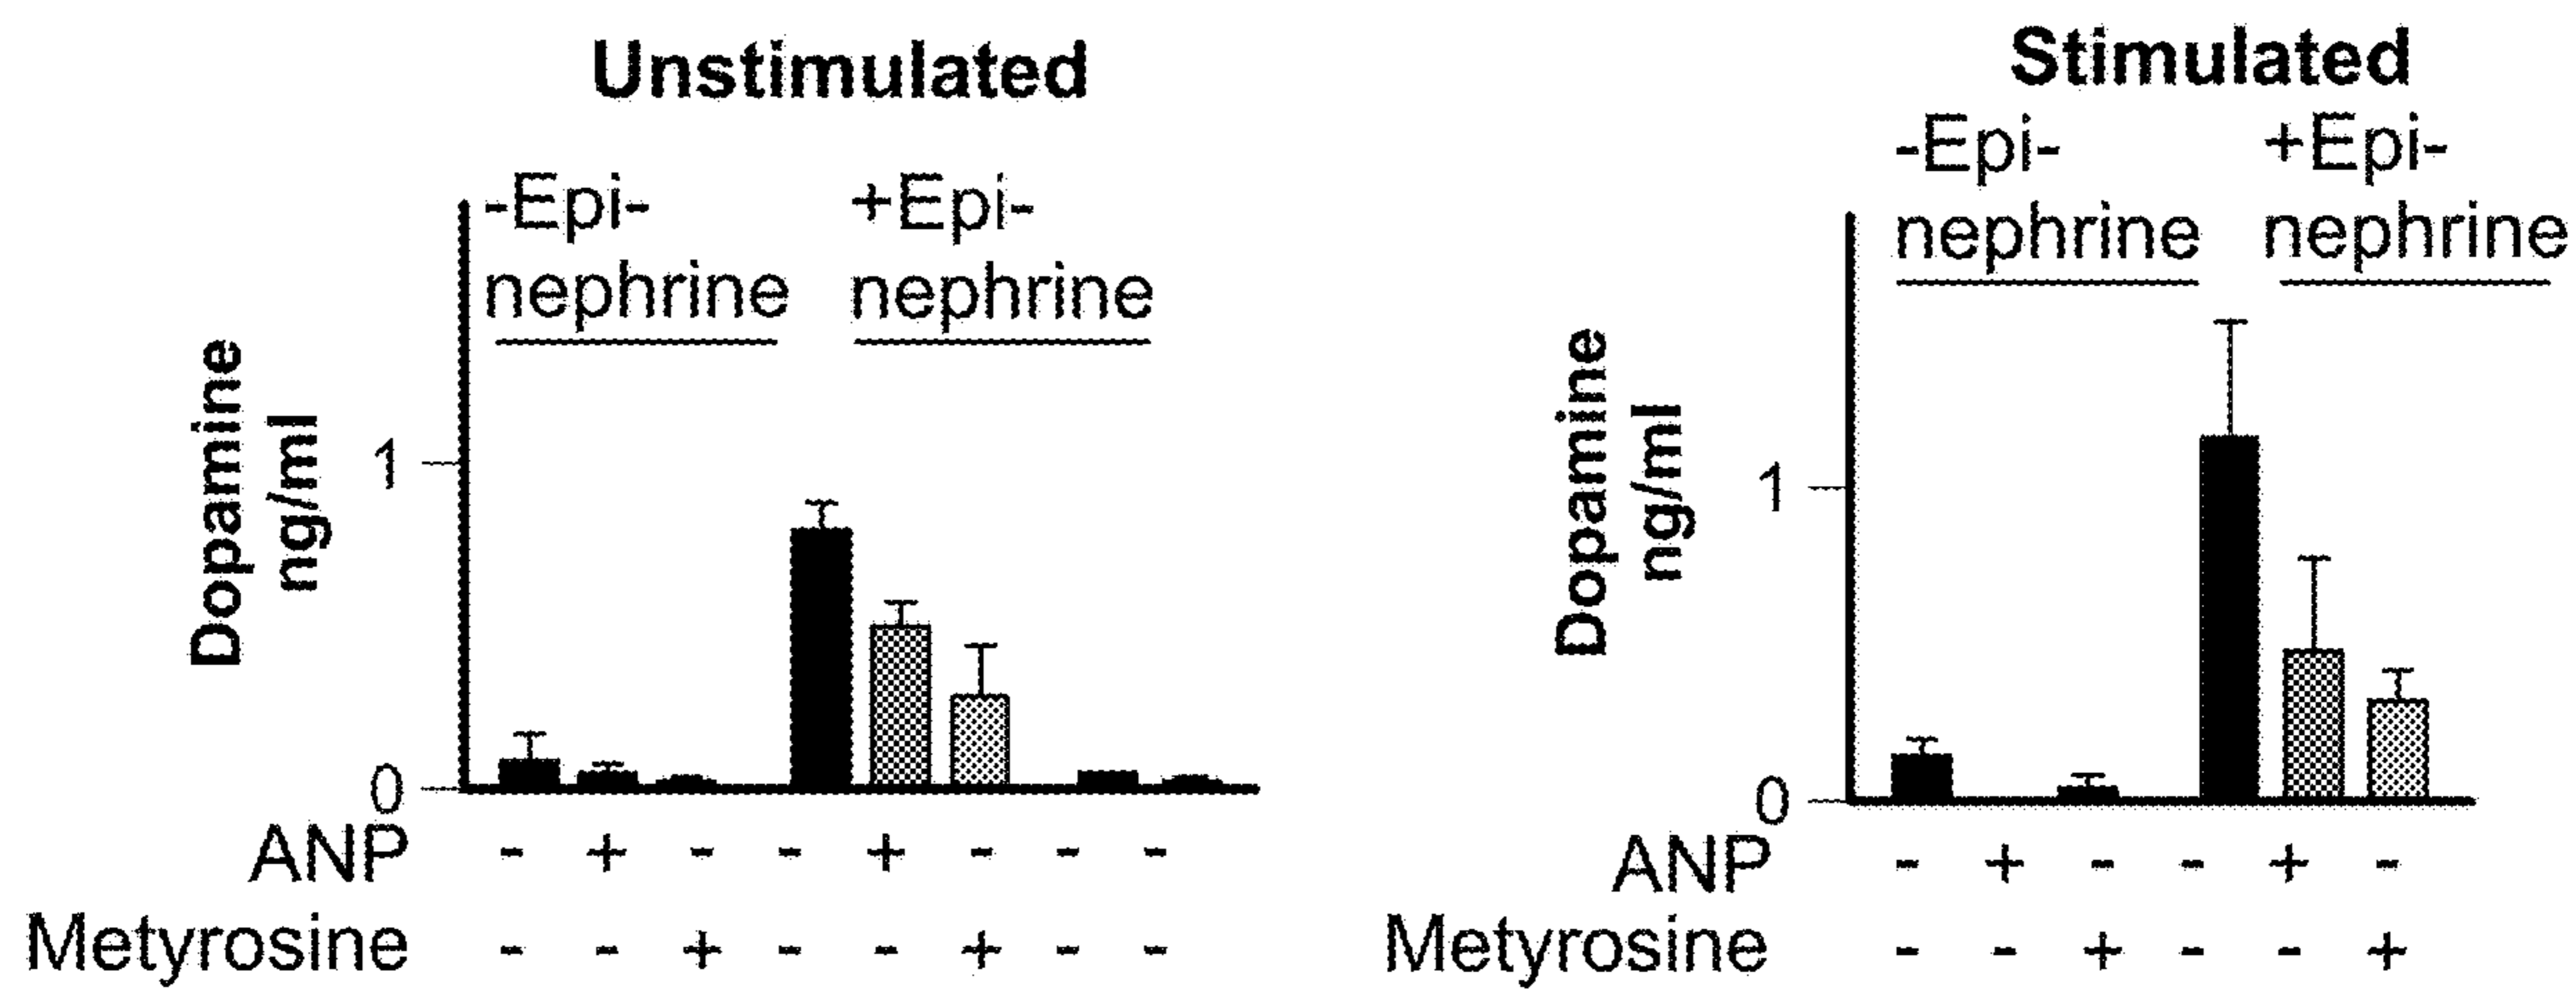 Unstimulated
-Epi-
nephrine
+Epi-
nephrine
Dopamine
ng/ml
1
0
ANP - + - - + - - -
Metyrosine - - + - - + - -
Stimulated
-Epi-
nephrine
+Epi-
nephrine
Dopamine
ng/ml
1
0
ANP - + - - + -
Metyrosine - - + - - +